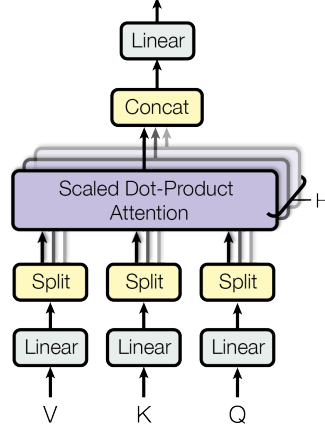 Linear
Concat
Scaled Dot-Product
Attention
H
Split Split Split
Linear Linear Linear
V K Q